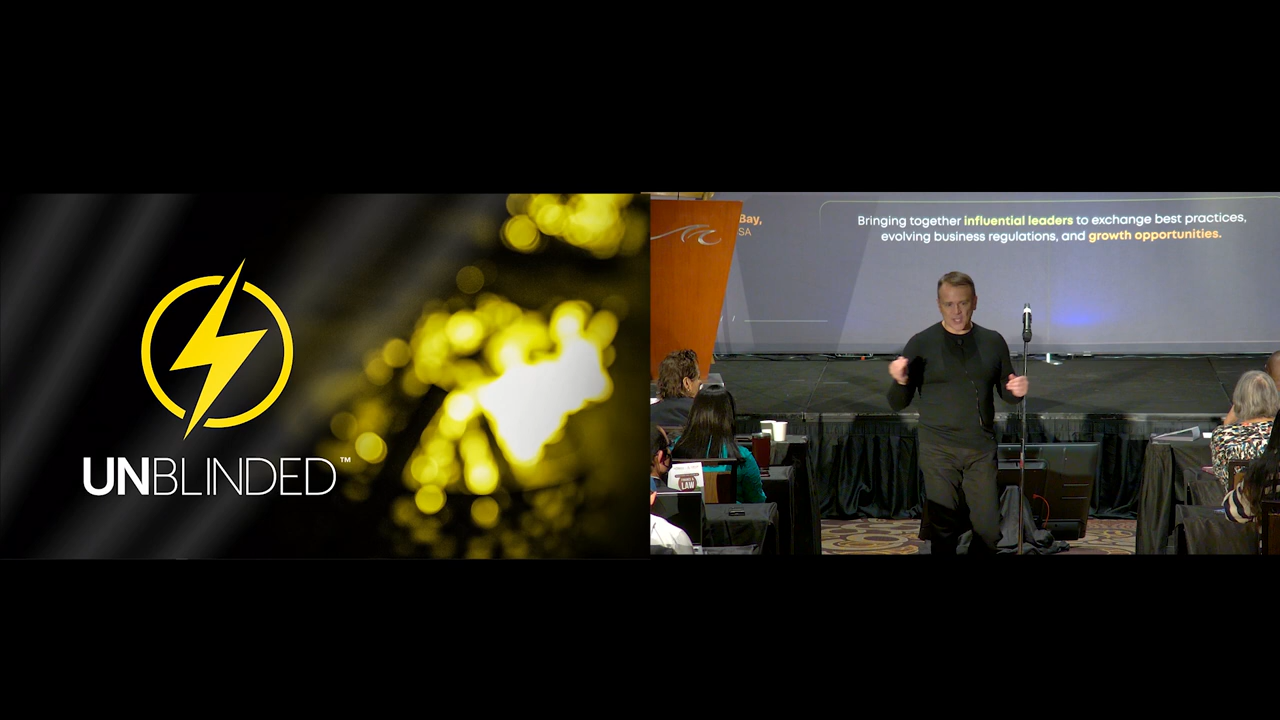 UNBLINDED™
Bay,
SA
Bringing together influential leaders to exchange best practices,
evolving business regulations, and growth opportunities.
LAW